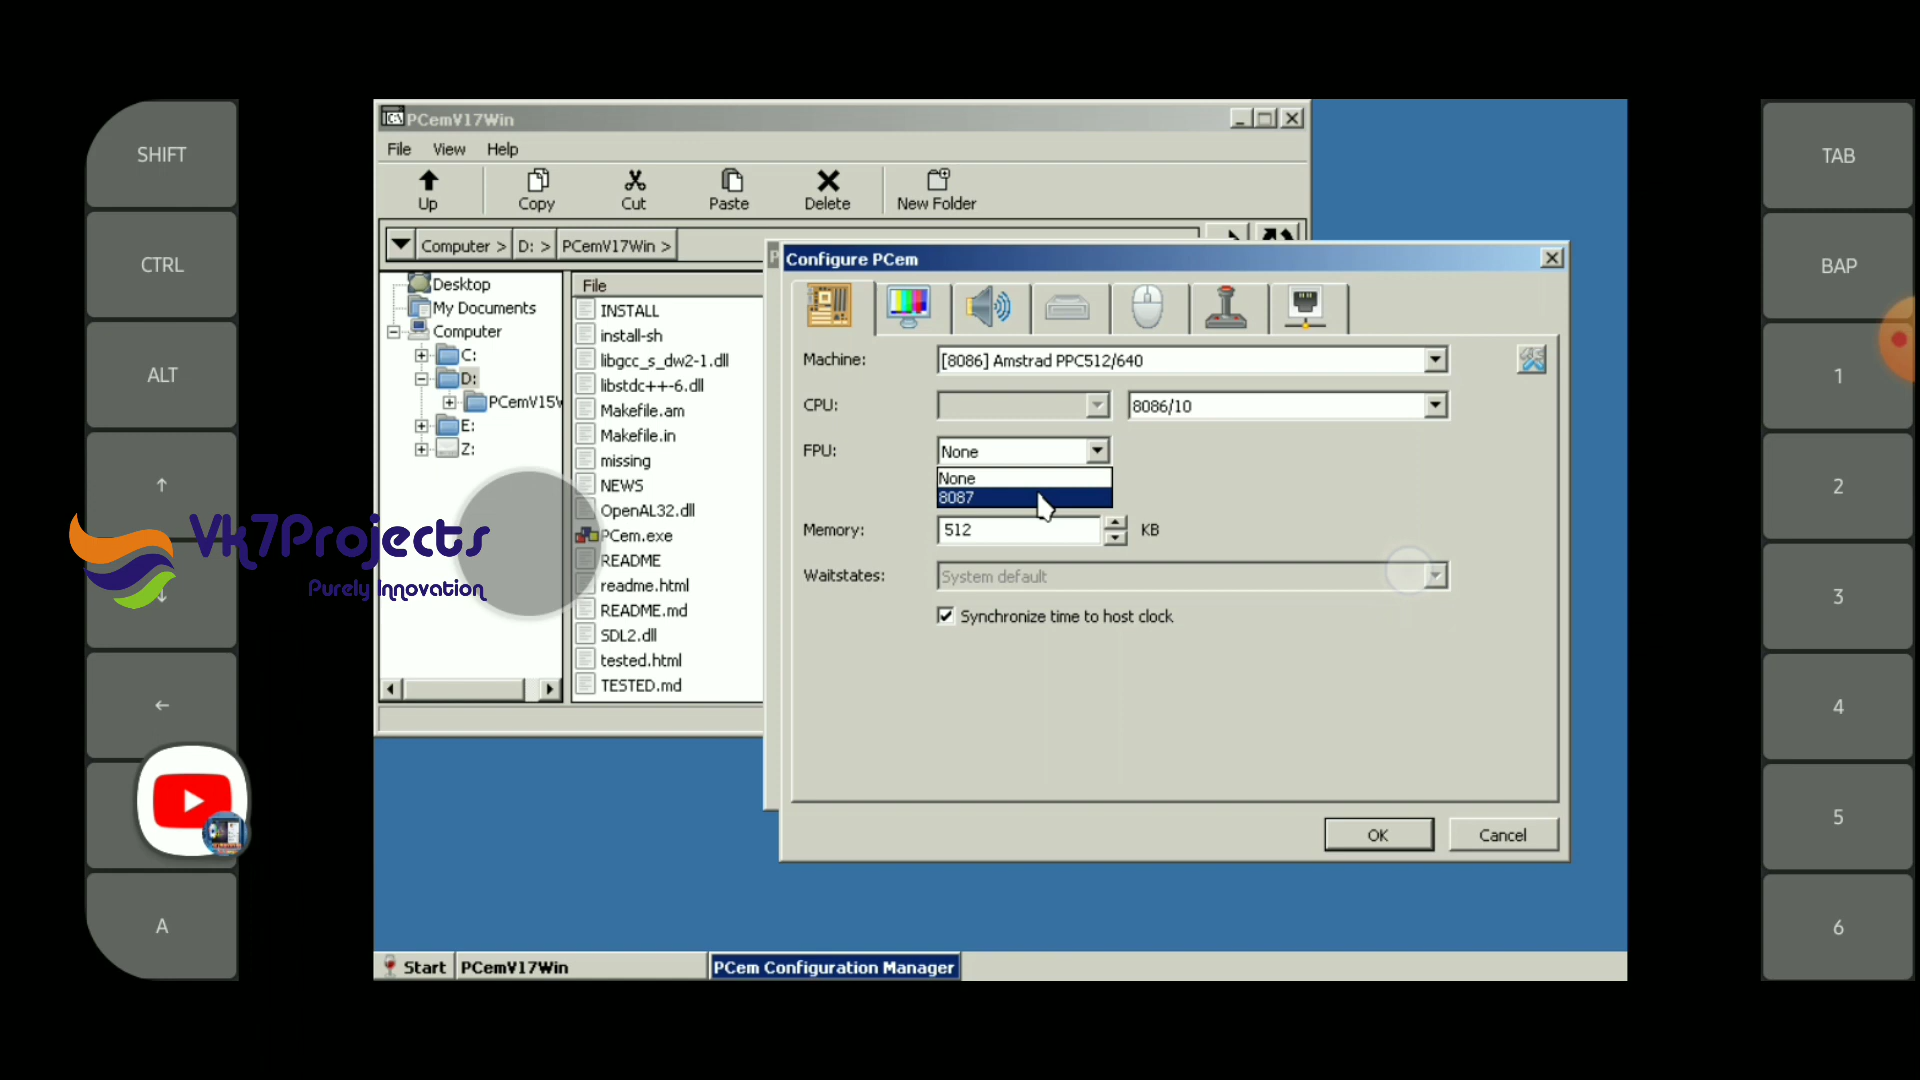 SHIFT
CTRL
ALT
↑
↓
←
A
Vk7Projects
Purely Innovation
PCemV17Win
File View Help
Up Copy Cut Paste Delete New Folder
Computer > D: > PCemV17Win >
Desktop
My Documents
Computer
C:
D:
PCemV15
E:
Z:
File
INSTALL
install-sh
libgcc_s_dw2-1.dll
libstdc++-6.dll
Makefile.am
Makefile.in
missing
NEWS
OpenAL32.dll
PCem.exe
README
readme.html
README.md
SDL2.dll
tested.html
TESTED.md
Configure PCem
Machine: [8086] Amstrad PPC512/640
CPU: 8086/10
FPU: None
None
8087
Memory: 512 KB
Waitstates: System default
Synchronize time to host clock
OK Cancel
Start PCemV17Win PCem Configuration Manager
TAB
BAP
1
2
3
4
5
6